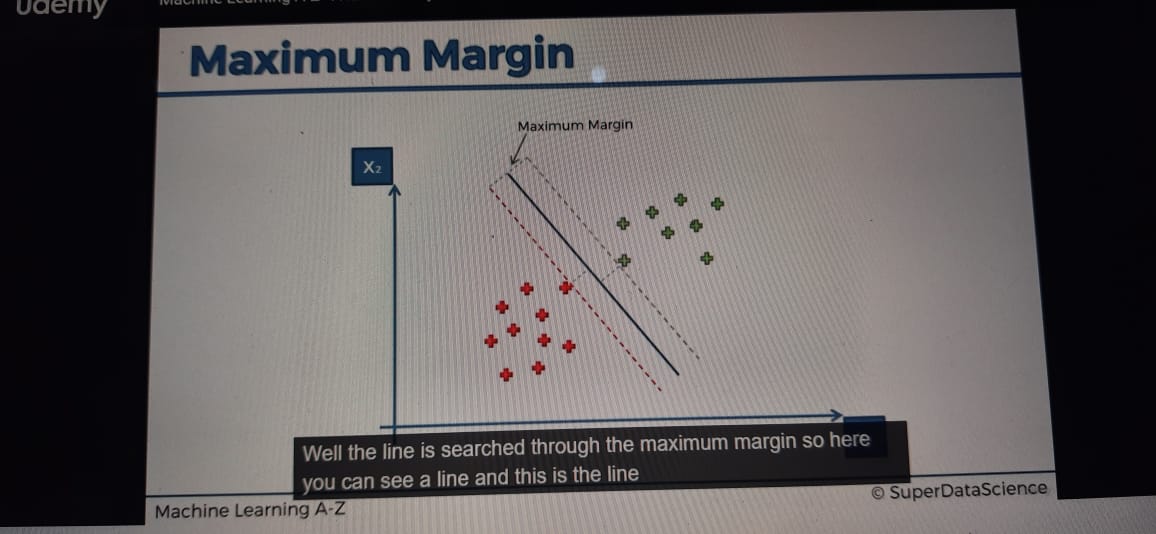 Udemy
Maximum Margin
Maximum Margin
X₂
Well the line is searched through the maximum margin so here
you can see a line and this is the line
© SuperDataScience
Machine Learning A-Z